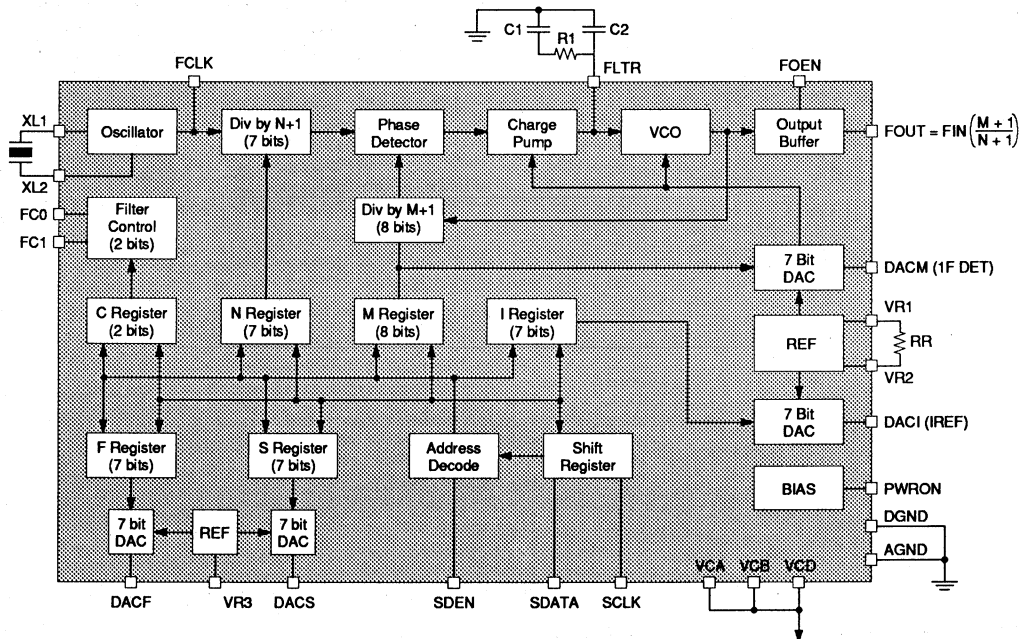 C1
R1
C2
FCLK
FLTR
FOEN
XL1
XL2
Oscillator
Div by N+1
(7 bits)
Phase
Detector
Charge
Pump
VCO
Output
Buffer
FOUT = FIN(M + 1 / N + 1)
FC0
FC1
Filter
Control
(2 bits)
Div by M+1
(8 bits)
7 Bit
DAC
DACM (1F DET)
C Register
(2 bits)
N Register
(7 bits)
M Register
(8 bits)
I Register
(7 bits)
REF
VR1
RR
VR2
7 Bit
DAC
DACI (IREF)
F Register
(7 bits)
S Register
(7 bits)
Address
Decode
Shift
Register
BIAS
PWRON
7 bit
DAC
REF
7 bit
DAC
DGND
AGND
VCA
VCB
VCD
DACF
VR3
DACS
SDEN
SDATA
SCLK